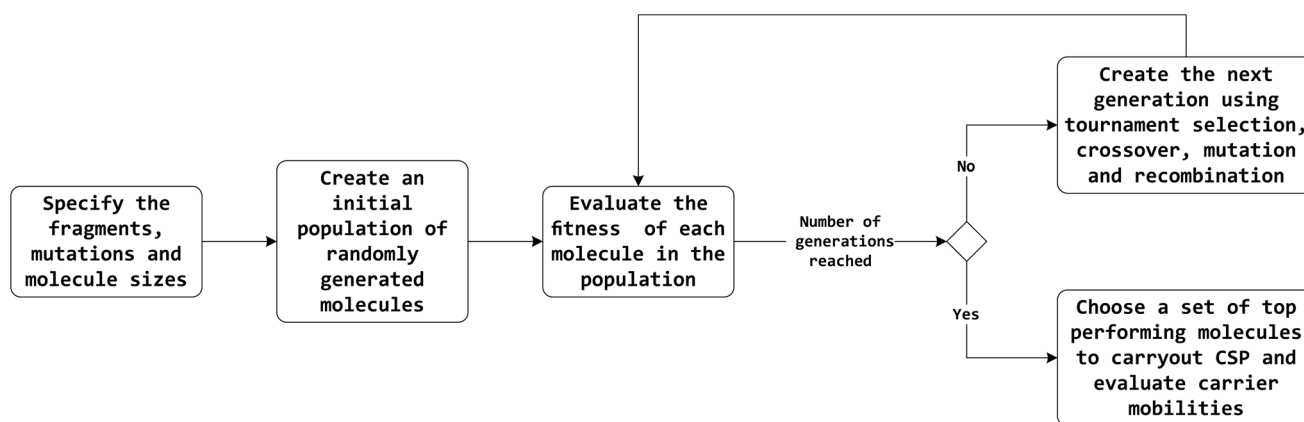 Specify the
fragments,
mutations and
molecule sizes
Create an
initial
population of
randomly
generated
molecules
Evaluate the
fitness of each
molecule in the
population
Number of
generations
reached
No
Create the next
generation using
tournament selection,
crossover, mutation
and recombination
Yes
Choose a set of top
performing molecules
to carryout CSP and
evaluate carrier
mobilities